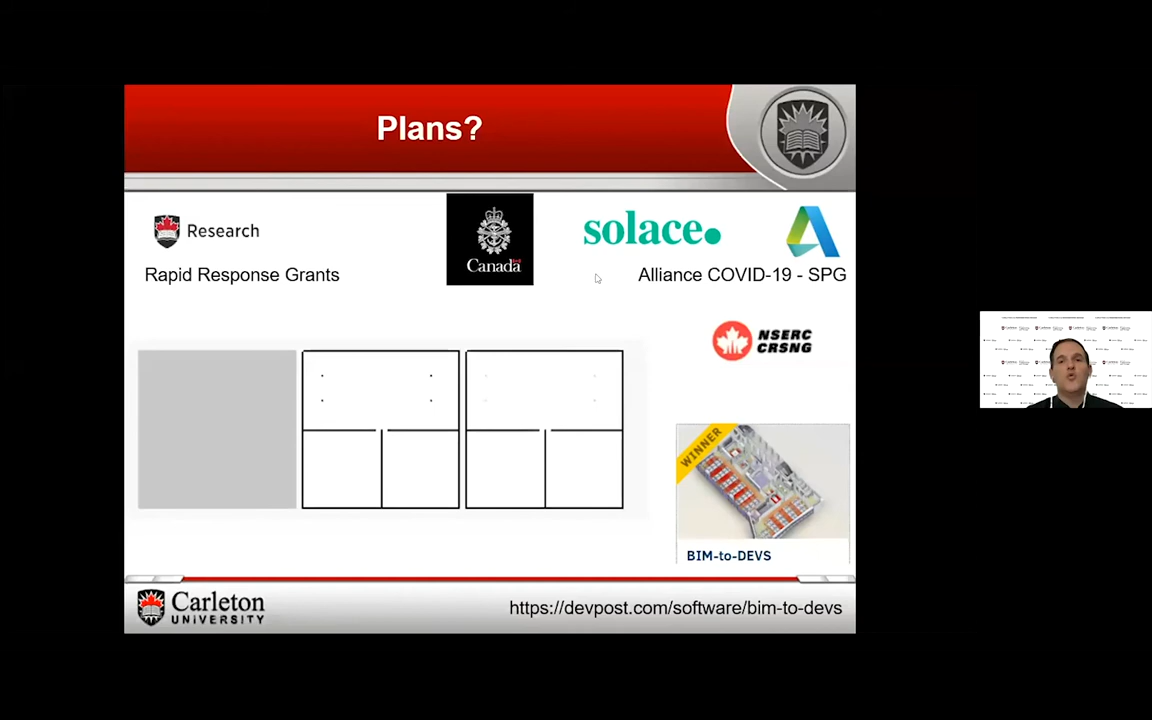 Plans?
Research
Canada
solace.
Rapid Response Grants
Alliance COVID-19 - SPG
NSERC
CRSNG
WINNER
BIM-to-DEVS
Carleton
UNIVERSITY
https://devpost.com/software/bim-to-devs